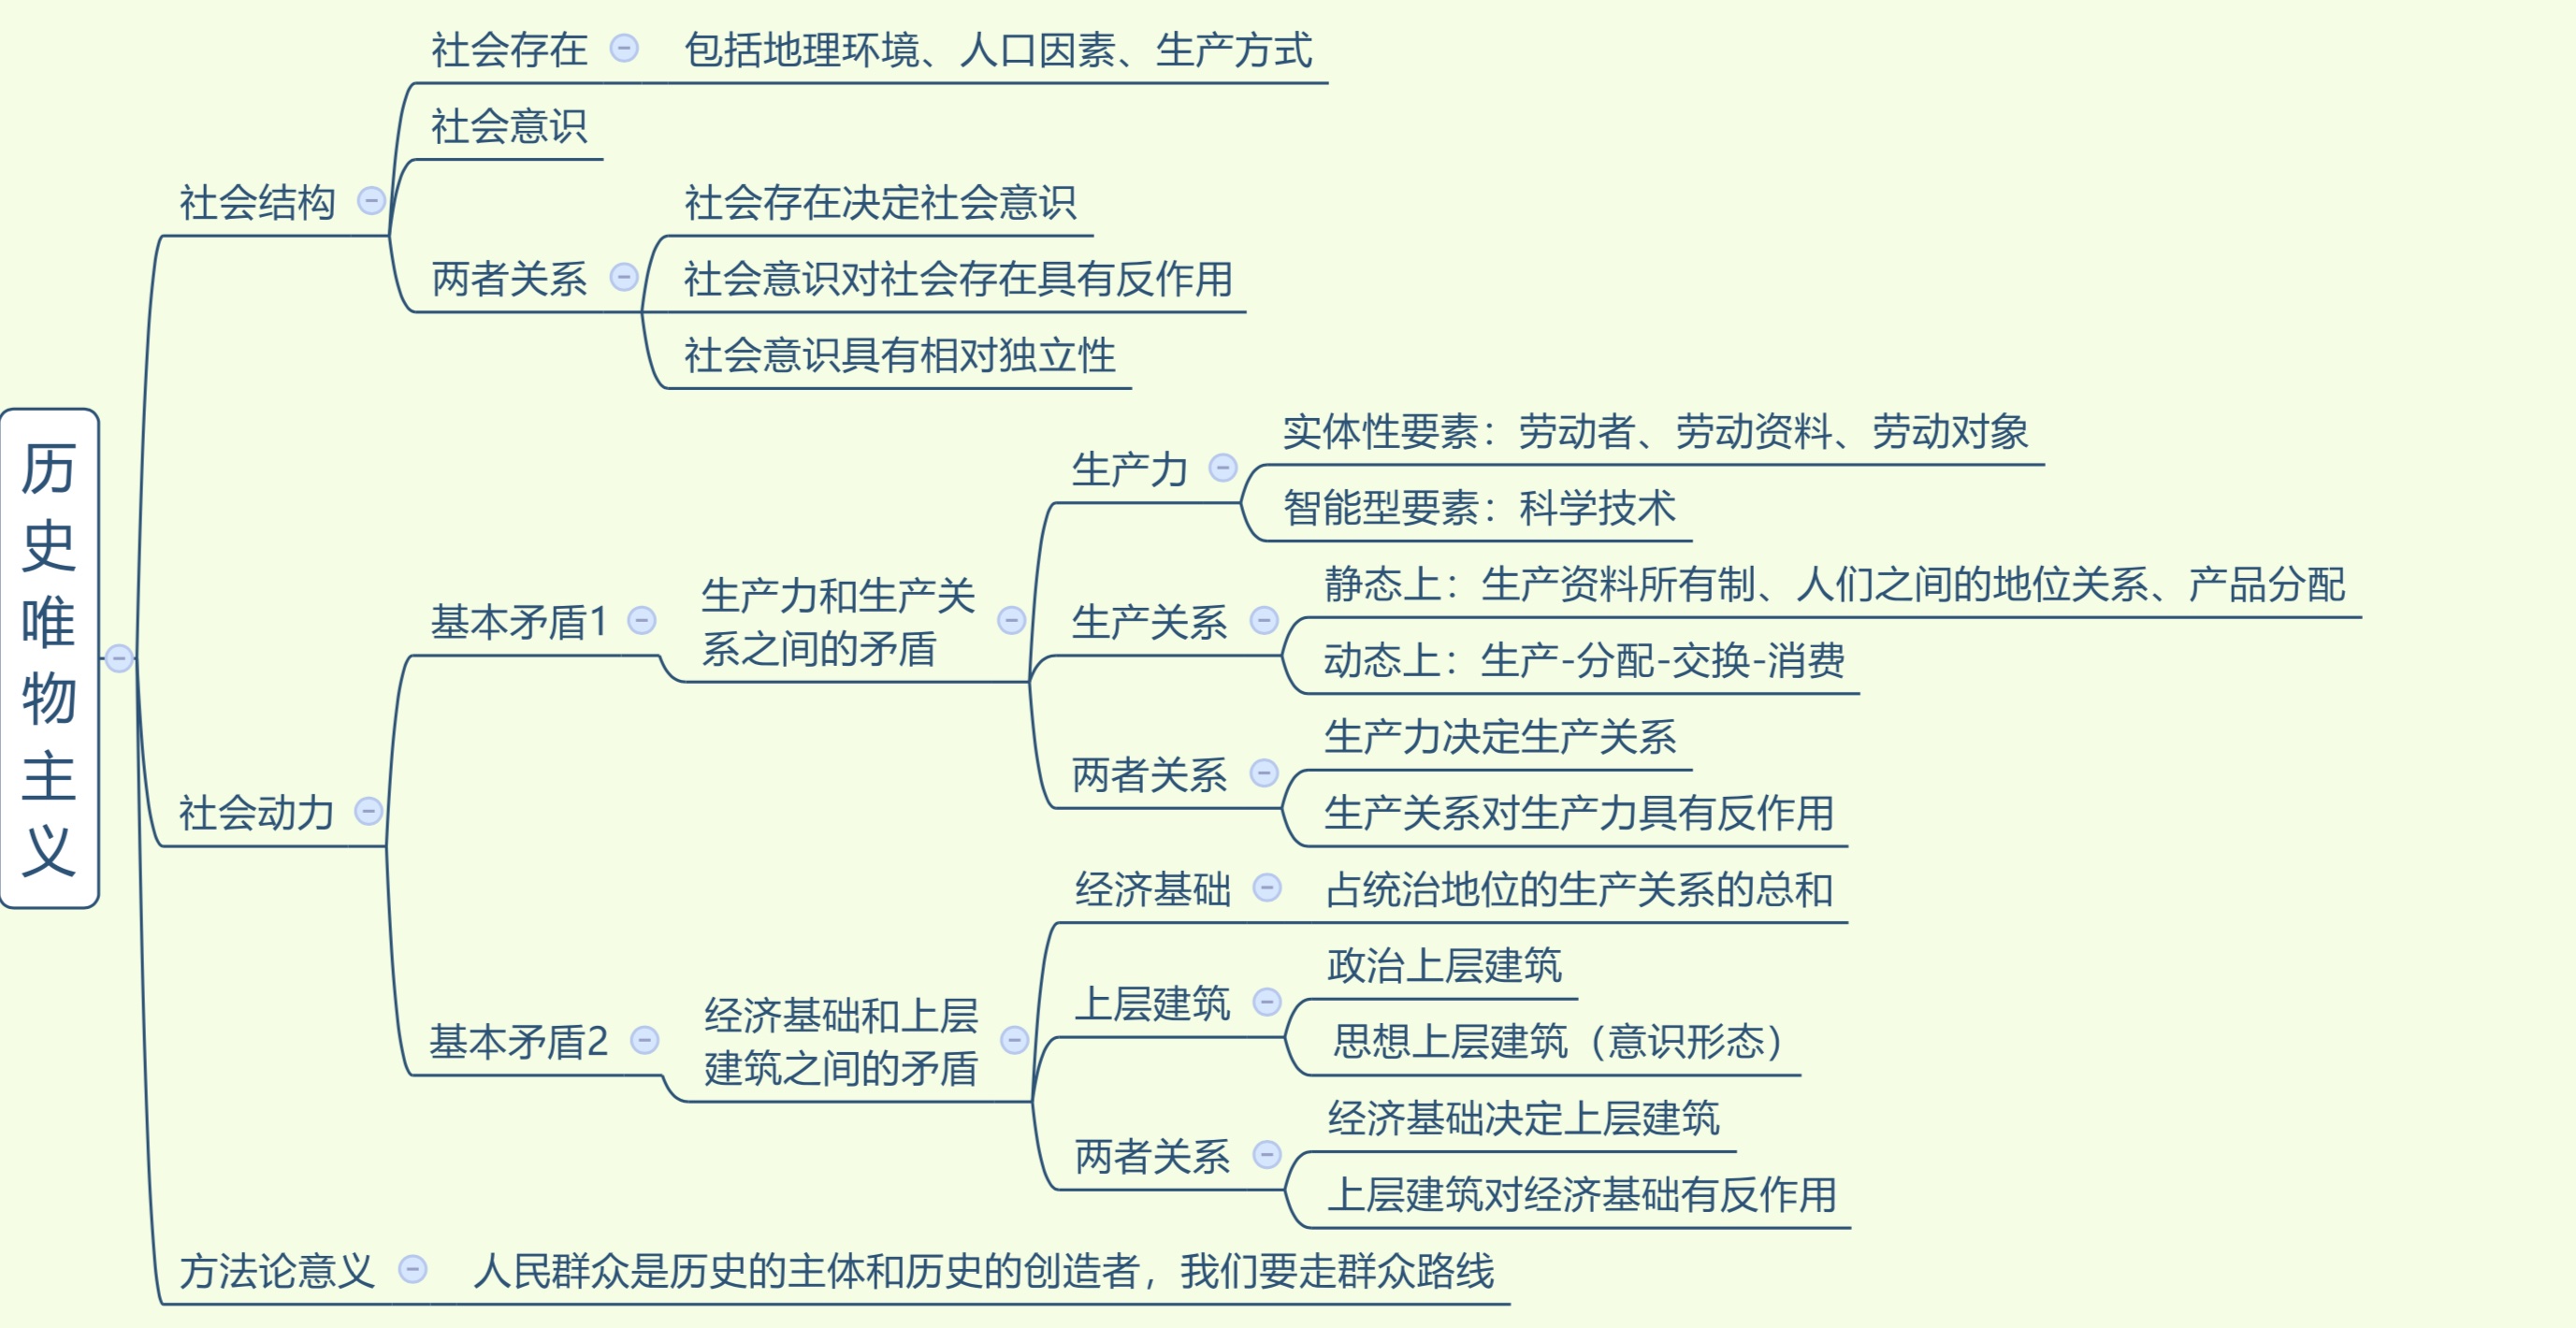 历史唯物主义
社会结构
社会存在
包括地理环境、人口因素、生产方式
社会意识
两者关系
社会存在决定社会意识
社会意识对社会存在具有反作用
社会意识具有相对独立性
社会动力
基本矛盾1
生产力和生产关
系之间的矛盾
生产力
实体性要素：劳动者、劳动资料、劳动对象
智能型要素：科学技术
生产关系
静态上：生产资料所有制、人们之间的地位关系、产品分配
动态上：生产-分配-交换-消费
两者关系
生产力决定生产关系
生产关系对生产力具有反作用
基本矛盾2
经济基础和上层
建筑之间的矛盾
经济基础
占统治地位的生产关系的总和
上层建筑
政治上层建筑
思想上层建筑（意识形态）
两者关系
经济基础决定上层建筑
上层建筑对经济基础有反作用
方法论意义
人民群众是历史的主体和历史的创造者，我们要走群众路线